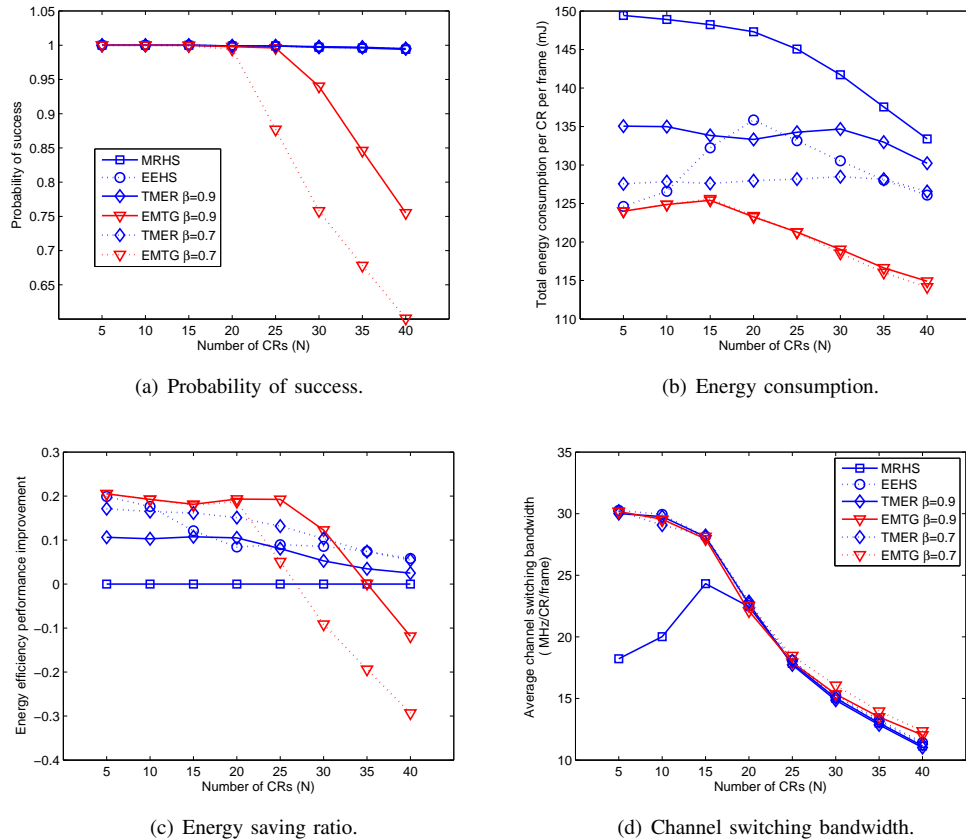 1.05
1
0.95
0.9
0.85
0.8
0.75
0.7
0.65
Probability of success
MRHS
EEHS
TMER β=0.9
EMTG β=0.9
TMER β=0.7
EMTG β=0.7
5 10 15 20 25 30 35 40
Number of CRs (N)
(a) Probability of success.
150
145
140
135
130
125
120
115
110
Total energy consumption per CR per frame (mJ)
5 10 15 20 25 30 35 40
Number of CRs (N)
(b) Energy consumption.
0.3
0.2
0.1
0
−0.1
−0.2
−0.3
−0.4
Energy efficiency performance improvement
5 10 15 20 25 30 35 40
Number of CRs (N)
(c) Energy saving ratio.
35
30
25
20
15
10
Average channel switching bandwidth
( MHz/CR/frame)
MRHS
EEHS
TMER β=0.9
EMTG β=0.9
TMER β=0.7
EMTG β=0.7
5 10 15 20 25 30 35 40
Number of CRs (N)
(d) Channel switching bandwidth.